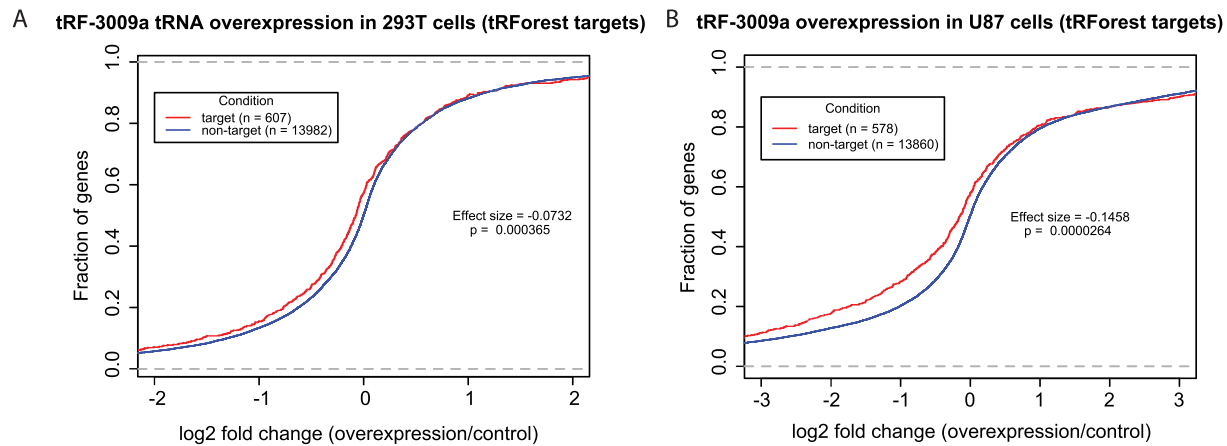 A
tRF-3009a tRNA overexpression in 293T cells (tRForest targets)
Fraction of genes
1.0
0.8
0.6
0.4
0.2
0.0
Condition
target (n = 607)
non-target (n = 13982)
Effect size = -0.0732
p = 0.000365
-2
-1
0
1
2
log2 fold change (overexpression/control)
B
tRF-3009a overexpression in U87 cells (tRForest targets)
Fraction of genes
1.0
0.8
0.6
0.4
0.2
0.0
Condition
target (n = 578)
non-target (n = 13860)
Effect size = -0.1458
p = 0.0000264
-3
-2
-1
0
1
2
3
log2 fold change (overexpression/control)